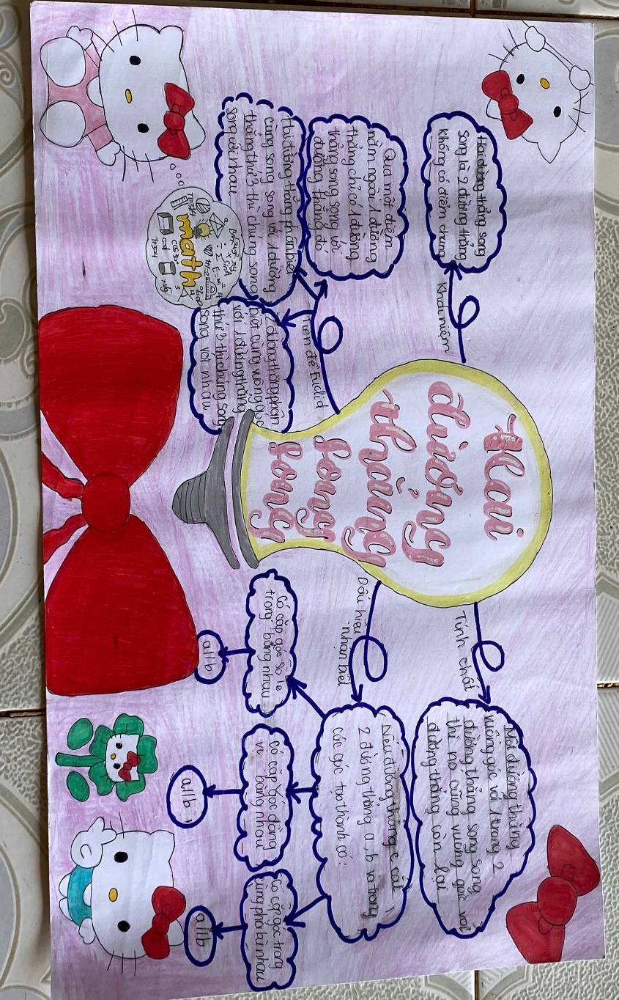 Hai
đường
thẳng
song
song
Khái niệm
Hai đường thẳng song
song là 2 đường thẳng
không có điểm chung
Tiên đề Euclid
Qua một điểm
nằm ngoài 1 đường
thẳng chỉ có 1 đường
thẳng song song với
đường thẳng đó
Hai đường thẳng phân biệt
cùng song song với 1 đường
thẳng thứ 3 thì chúng song
song với nhau
đường thẳng phân
biệt cùng vuông góc
với 1 đường thẳng
thứ 3 thì chúng song
song với nhau
math
Tính chất
Một đường thẳng
vuông góc với 1 trong 2
đường thẳng song song
thì nó cũng vuông góc với
đường thẳng còn lại
Dấu hiệu
nhận biết
Nếu đường thẳng c cắt
2 đường thẳng a, b và trong
các góc tạo thành có:
Có cặp góc so le
trong bằng nhau
a//b
Có cặp góc đồng
vị bằng nhau
a//b
Có cặp góc trong
cùng phía bù nhau
a//b